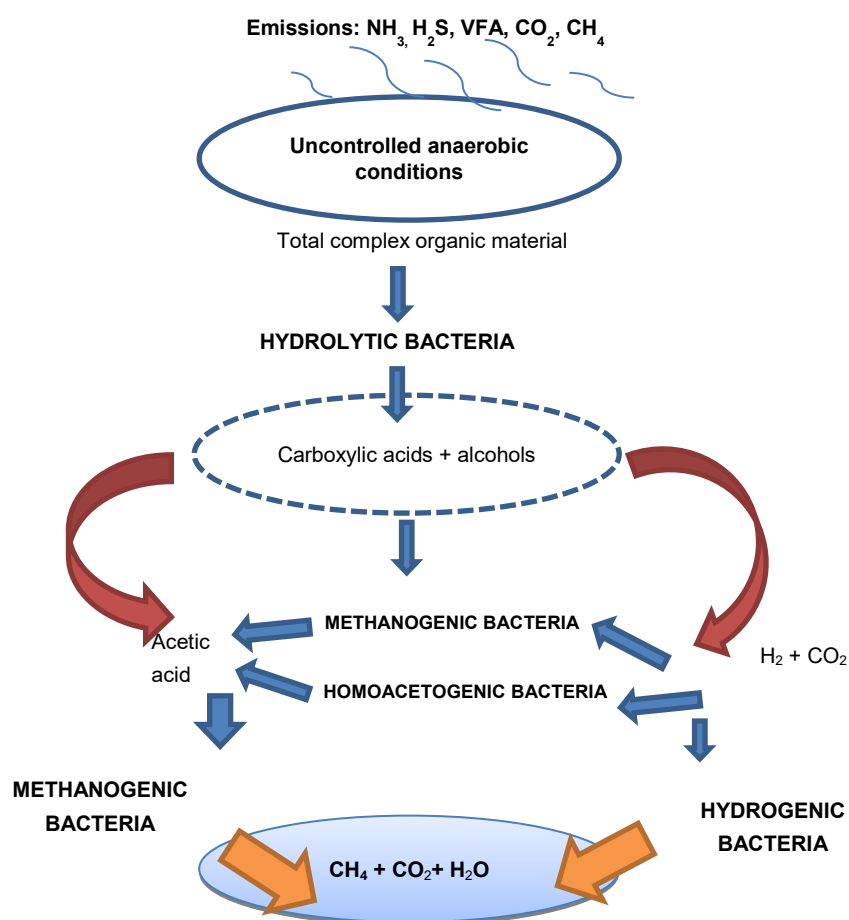 Emissions: NH₃, H₂S, VFA, CO₂, CH₄
Uncontrolled anaerobic
conditions
Total complex organic material
HYDROLYTIC BACTERIA
Carboxylic acids + alcohols
METHANOGENIC BACTERIA
Acetic
acid
H₂ + CO₂
HOMOACETOGENIC BACTERIA
METHANOGENIC
BACTERIA
HYDROGENIC
BACTERIA
CH₄ + CO₂+ H₂O